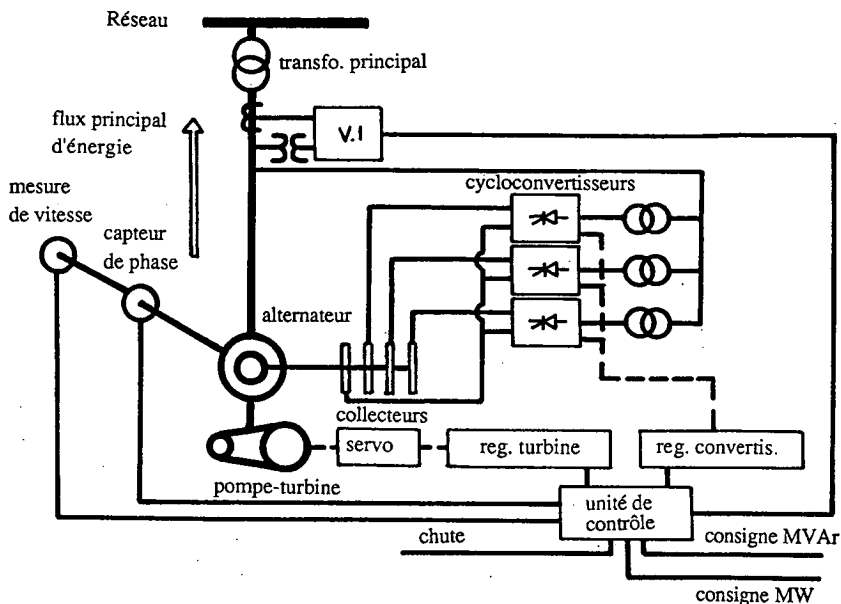 Réseau
transfo. principal
flux principal
d'énergie
V.I
cycloconvertisseurs
mesure
de vitesse
capteur
de phase
alternateur
collecteurs
servo
reg. turbine
reg. convertis.
pompe-turbine
unité de
contrôle
chute
consigne MVAr
consigne MW